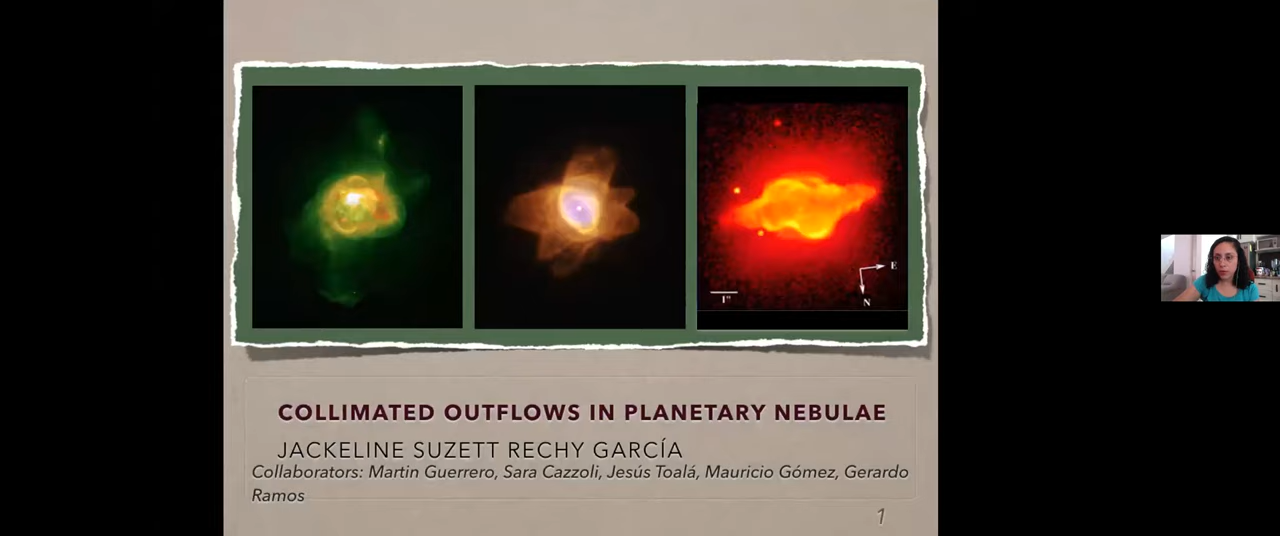 E
1"
N
COLLIMATED OUTFLOWS IN PLANETARY NEBULAE
JACKELINE SUZETT RECHY GARCÍA
Collaborators: Martin Guerrero, Sara Cazzoli, Jesús Toalá, Mauricio Gómez, Gerardo
Ramos
1